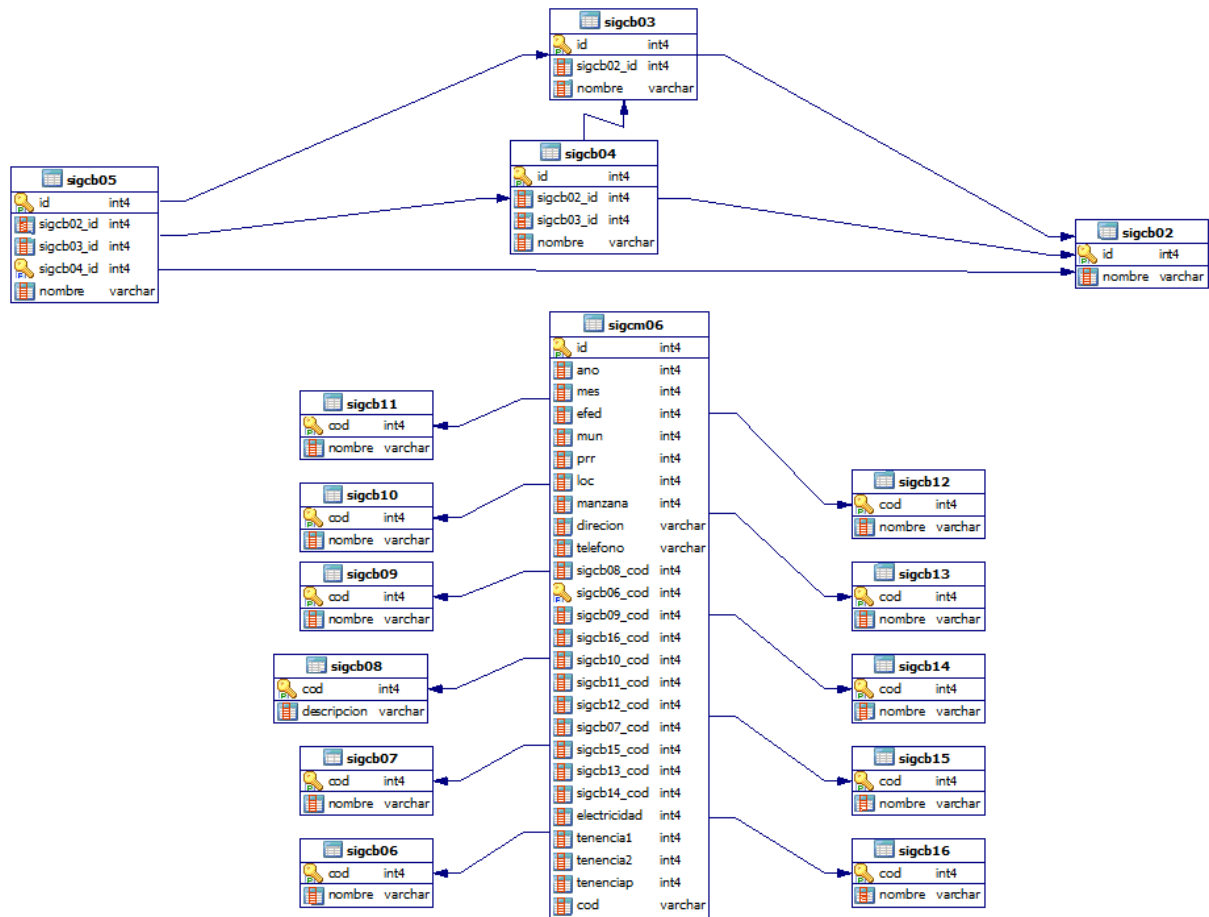 sigcb03
id int4
sigcb02_id int4
nombre varchar
sigcb04
id int4
sigcb02_id int4
sigcb03_id int4
nombre varchar
sigcb05
id int4
sigcb02_id int4
sigcb03_id int4
sigcb04_id int4
nombre varchar
sigcb02
id int4
nombre varchar
sigcm06
id int4
ano int4
mes int4
efed int4
mun int4
prr int4
loc int4
manzana int4
direcion varchar
telefono varchar
sigcb08_cod int4
sigcb06_cod int4
sigcb09_cod int4
sigcb16_cod int4
sigcb10_cod int4
sigcb11_cod int4
sigcb12_cod int4
sigcb07_cod int4
sigcb15_cod int4
sigcb13_cod int4
sigcb14_cod int4
electricidad int4
tenencia1 int4
tenencia2 int4
tenenciap int4
cod varchar
sigcb11
cod int4
nombre varchar
sigcb10
cod int4
nombre varchar
sigcb09
cod int4
nombre varchar
sigcb08
cod int4
descripcion varchar
sigcb07
cod int4
nombre varchar
sigcb06
cod int4
nombre varchar
sigcb12
cod int4
nombre varchar
sigcb13
cod int4
nombre varchar
sigcb14
cod int4
nombre varchar
sigcb15
cod int4
nombre varchar
sigcb16
cod int4
nombre varchar